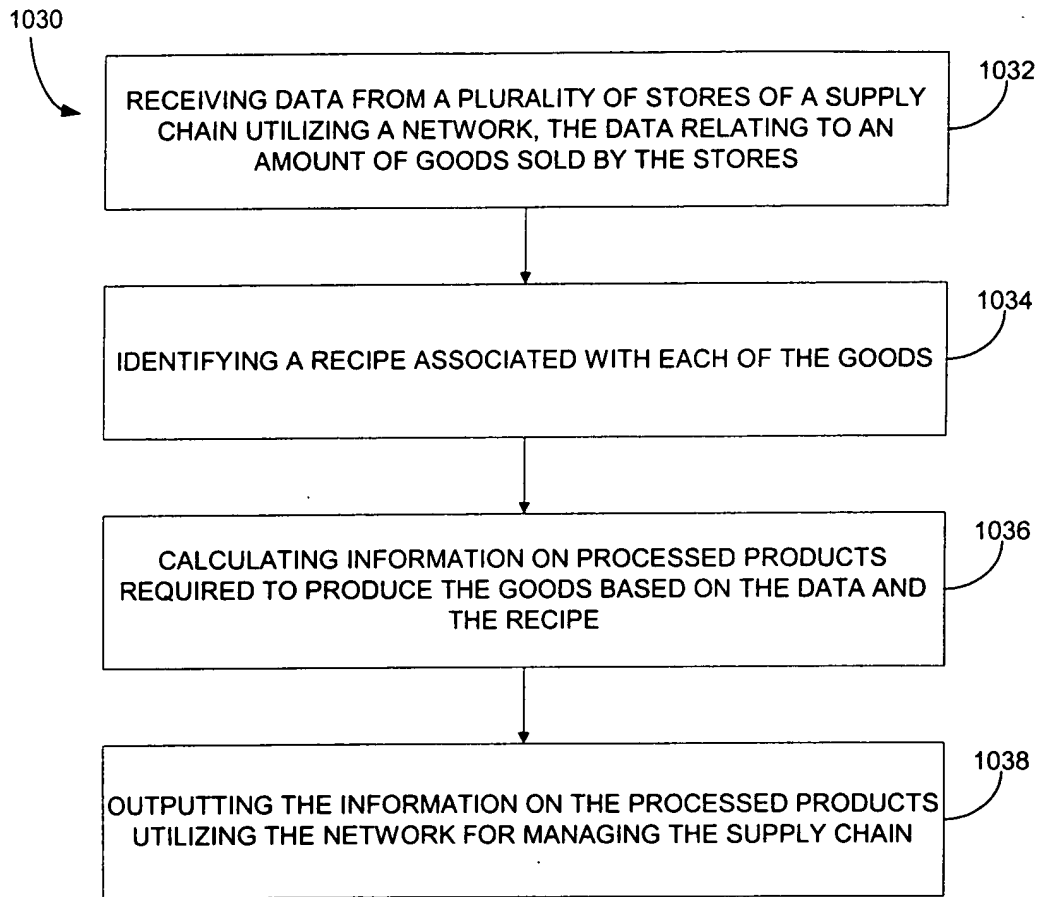 1030
1032
RECEIVING DATA FROM A PLURALITY OF STORES OF A SUPPLY
CHAIN UTILIZING A NETWORK, THE DATA RELATING TO AN
AMOUNT OF GOODS SOLD BY THE STORES
1034
IDENTIFYING A RECIPE ASSOCIATED WITH EACH OF THE GOODS
1036
CALCULATING INFORMATION ON PROCESSED PRODUCTS
REQUIRED TO PRODUCE THE GOODS BASED ON THE DATA AND
THE RECIPE
1038
OUTPUTTING THE INFORMATION ON THE PROCESSED PRODUCTS
UTILIZING THE NETWORK FOR MANAGING THE SUPPLY CHAIN